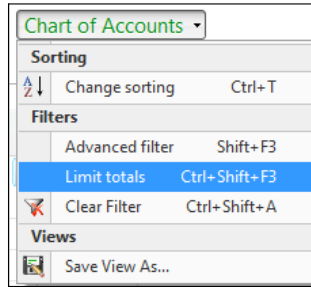 Chart of Accounts
Sorting
Change sorting Ctrl+T
Filters
Advanced filter Shift+F3
Limit totals Ctrl+Shift+F3
Clear Filter Ctrl+Shift+A
Views
Save View As...